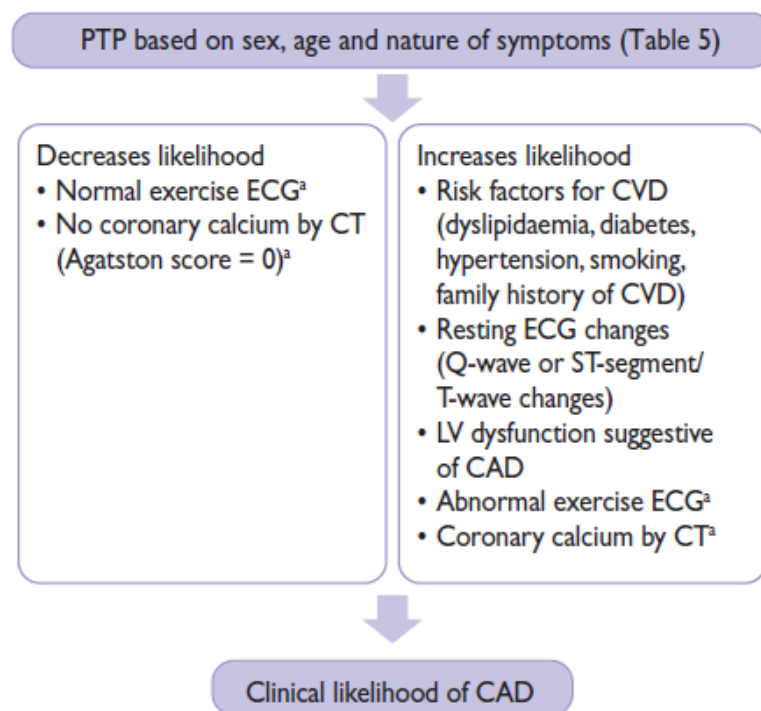 PTP based on sex, age and nature of symptoms (Table 5)
Decreases likelihood
• Normal exercise ECGᵃ
• No coronary calcium by CT
(Agatston score = 0)ᵃ
Increases likelihood
• Risk factors for CVD
(dyslipidaemia, diabetes,
hypertension, smoking,
family history of CVD)
• Resting ECG changes
(Q-wave or ST-segment/
T-wave changes)
• LV dysfunction suggestive
of CAD
• Abnormal exercise ECGᵃ
• Coronary calcium by CTᵃ
Clinical likelihood of CAD